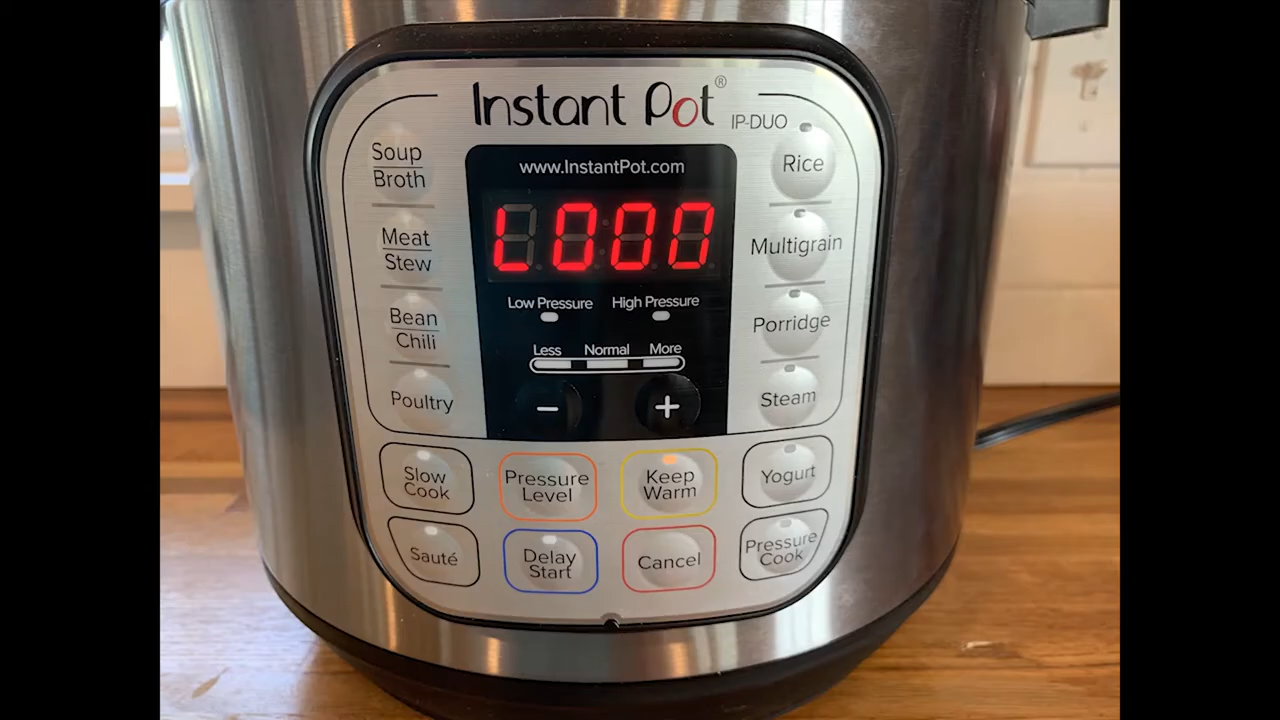 Instant Pot®
IP-DUO
www.InstantPot.com
L000
Low Pressure High Pressure
Less Normal More
− +
Soup
Broth
Meat
Stew
Bean
Chili
Poultry
Rice
Multigrain
Porridge
Steam
Slow
Cook
Pressure
Level
Keep
Warm
Yogurt
Sauté
Delay
Start
Cancel
Pressure
Cook